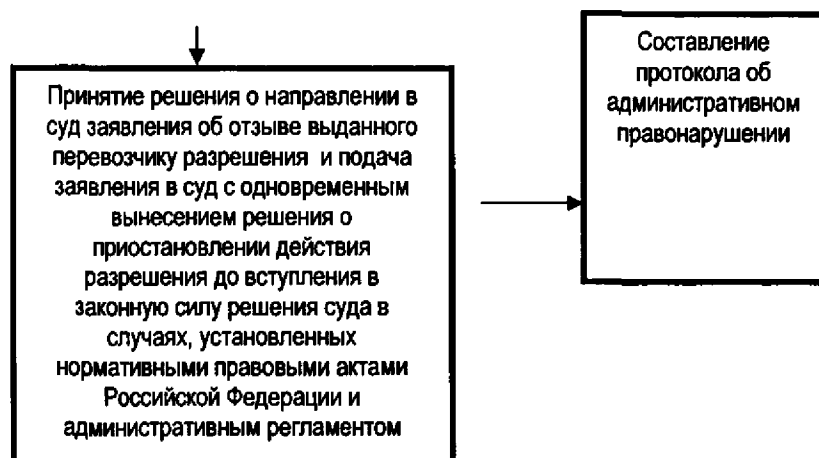 Принятие решения о направлении в
суд заявления об отзыве выданного
перевозчику разрешения и подача
заявления в суд с одновременным
вынесением решения о
приостановлении действия
разрешения до вступления в
законную силу решения суда в
случаях, установленных
нормативными правовыми актами
Российской Федерации и
административным регламентом
Составление
протокола об
административном
правонарушении